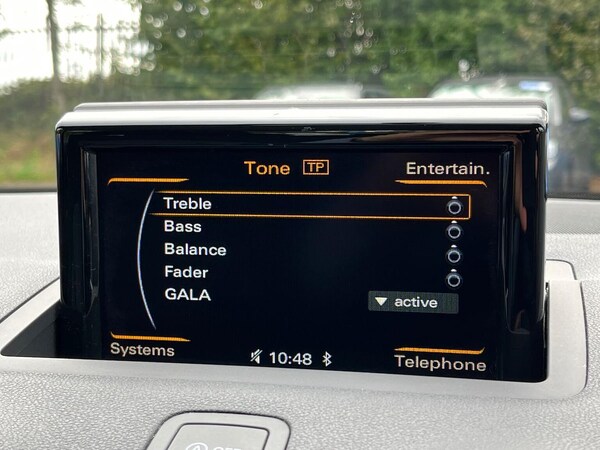 Tone TP Entertain.
Treble
Bass
Balance
Fader
GALA active
Systems 10:48 Telephone